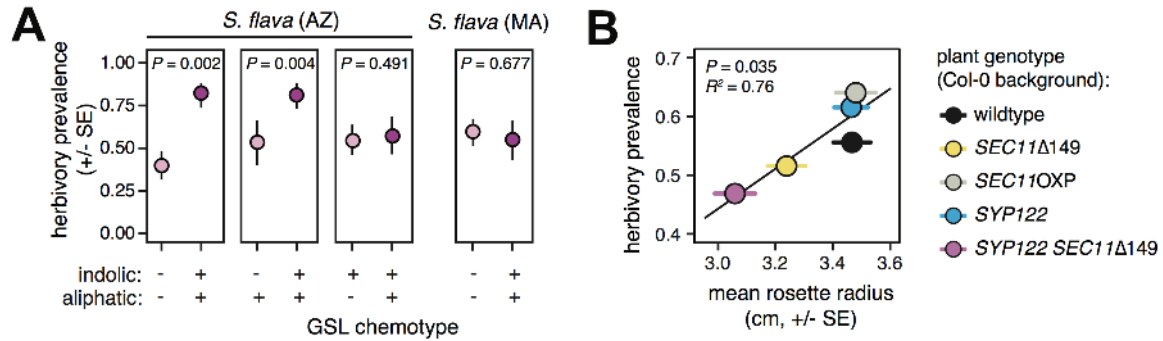 A
S. flava (AZ)
S. flava (MA)
herbivory prevalence
(+/- SE)
1.00
0.75
0.50
0.25
0.00
P = 0.002
P = 0.004
P = 0.491
P = 0.677
indolic: - + - + + + - +
aliphatic: - + + + - + - +
GSL chemotype
B
herbivory prevalence
0.7
0.6
0.5
0.4
P = 0.035
R² = 0.76
3.0 3.2 3.4 3.6
mean rosette radius
(cm, +/- SE)
plant genotype
(Col-0 background):
wildtype
SEC11Δ149
SEC11OXP
SYP122
SYP122 SEC11Δ149